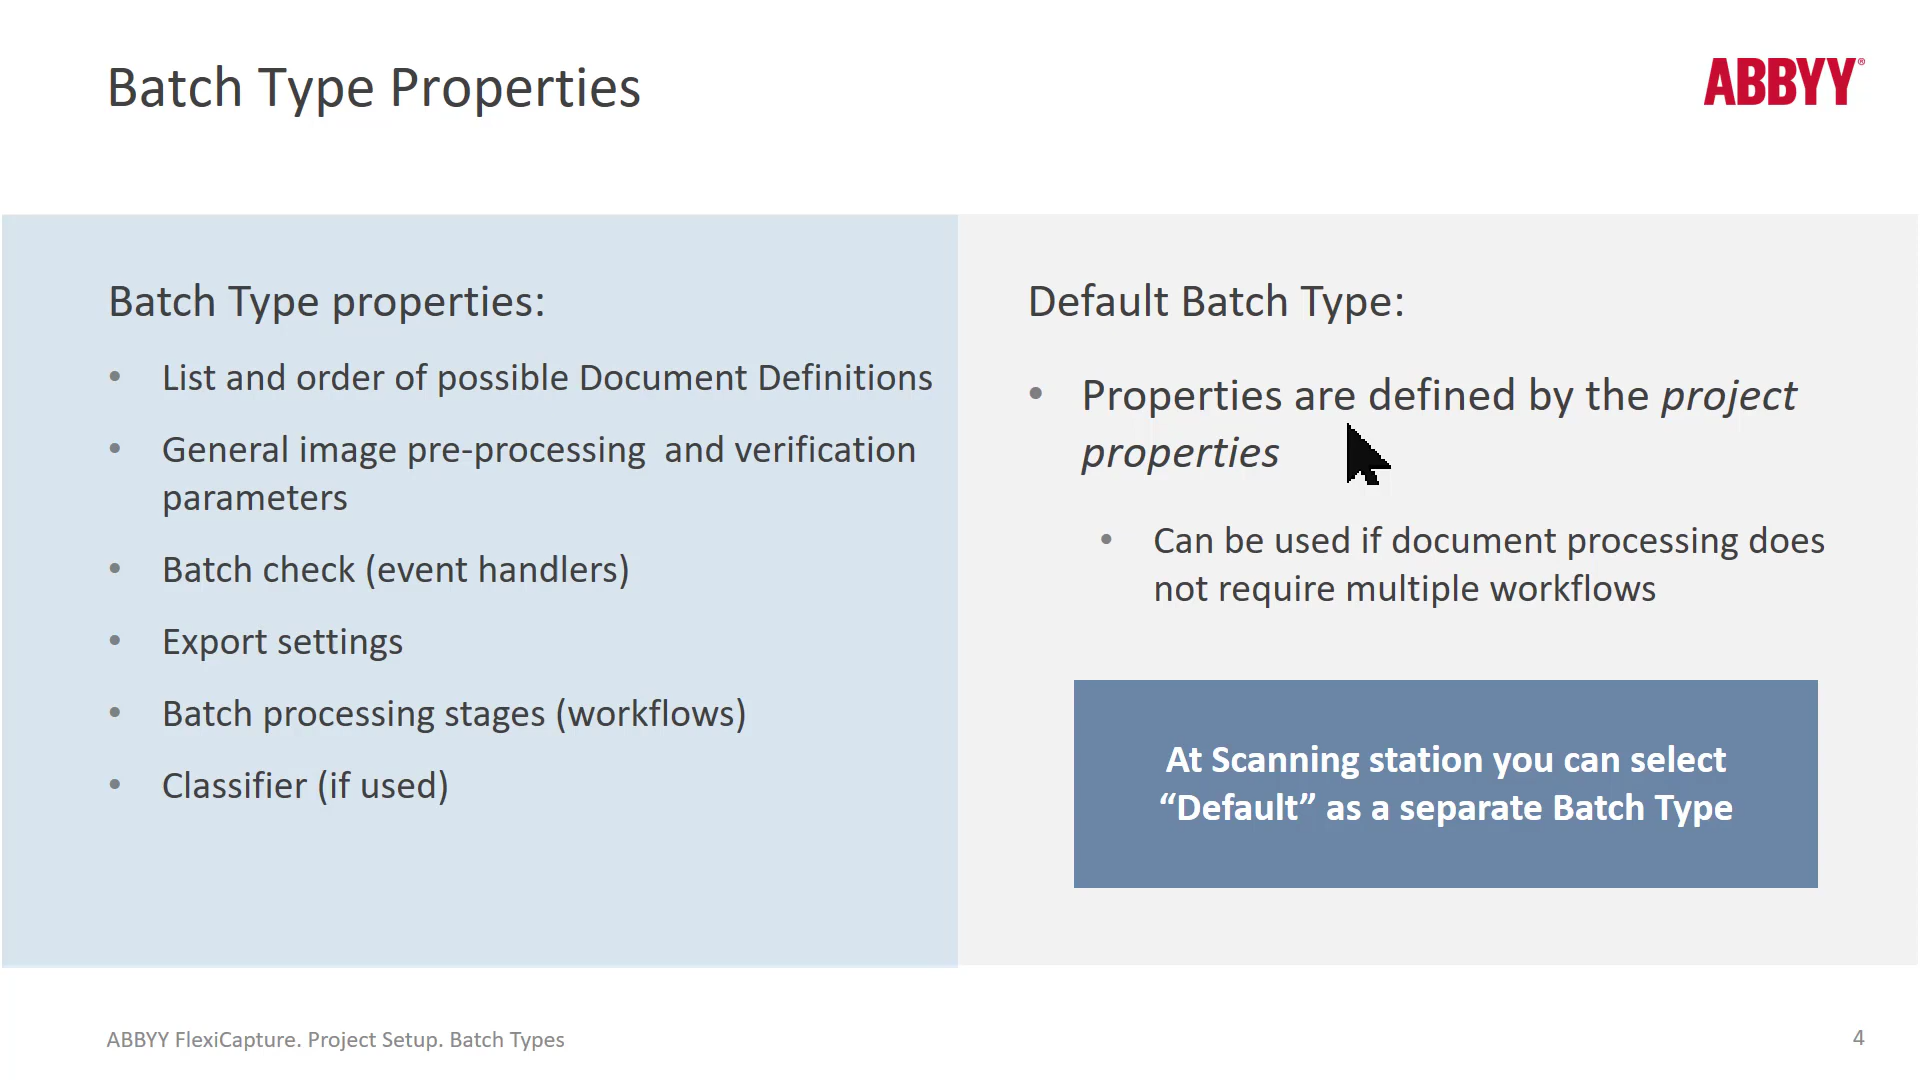 Batch Type Properties
ABBYY®
Batch Type properties:
• List and order of possible Document Definitions
• General image pre-processing  and verification
parameters
• Batch check (event handlers)
• Export settings
• Batch processing stages (workflows)
• Classifier (if used)
Default Batch Type:
• Properties are defined by the project
properties
• Can be used if document processing does
not require multiple workflows
At Scanning station you can select
“Default” as a separate Batch Type
ABBYY FlexiCapture. Project Setup. Batch Types
4